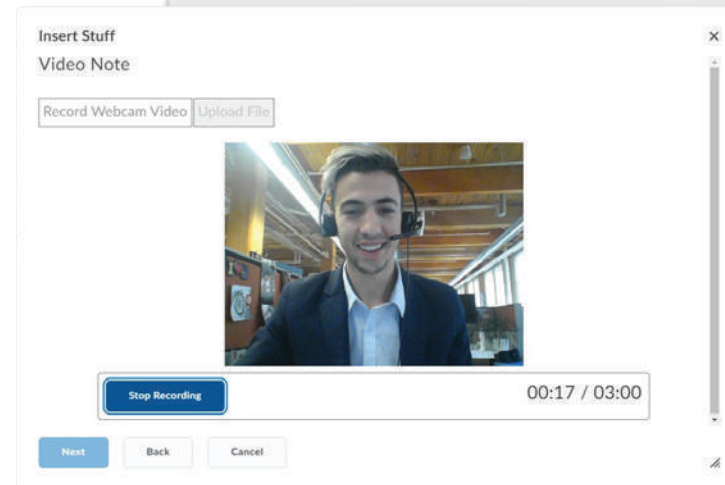 Insert Stuff
Video Note
Record Webcam Video Upload File
Stop Recording 00:17 / 03:00
Next Back Cancel